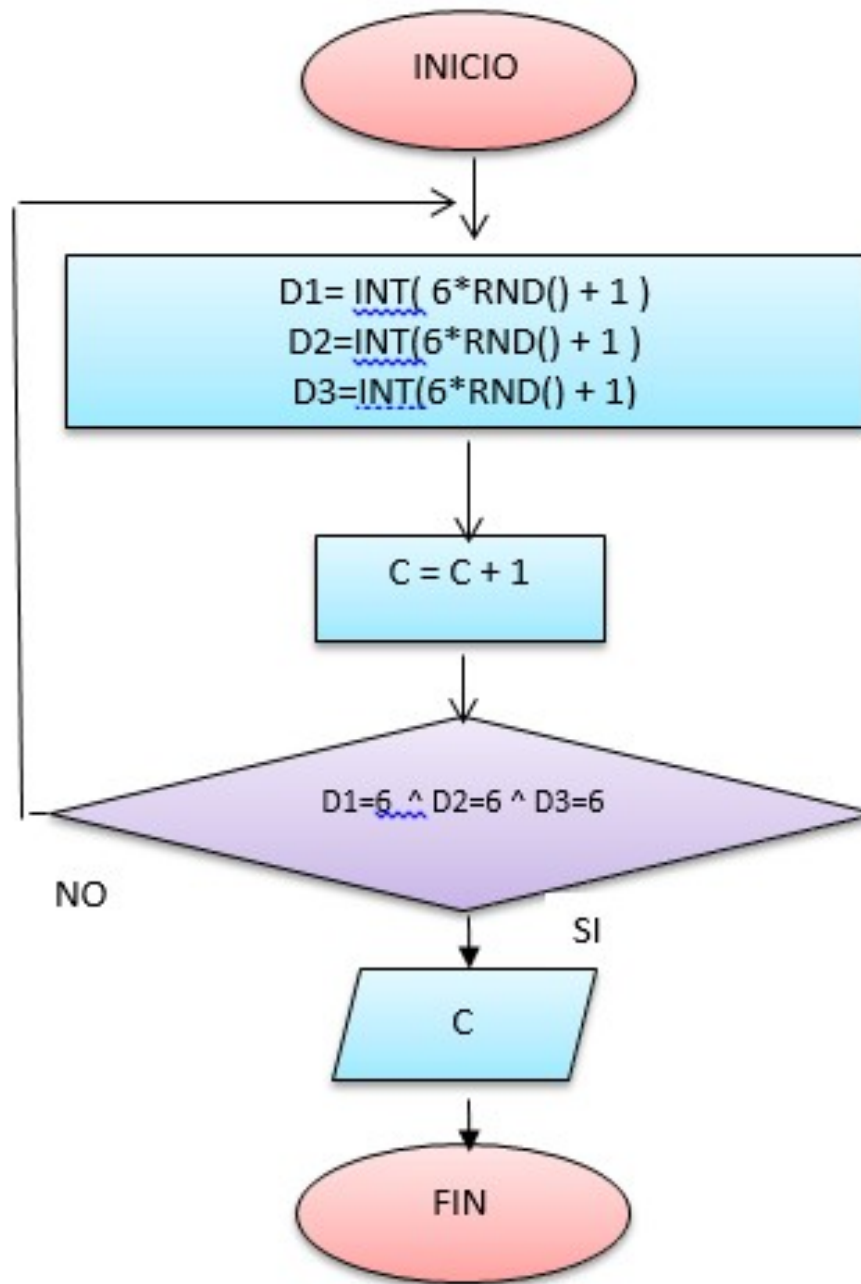 INICIO
D1= INT( 6*RND() + 1 )
D2=INT(6*RND() + 1 )
D3=INT(6*RND() + 1)
C = C + 1
D1=6 ^ D2=6 ^ D3=6
NO
SI
C
FIN